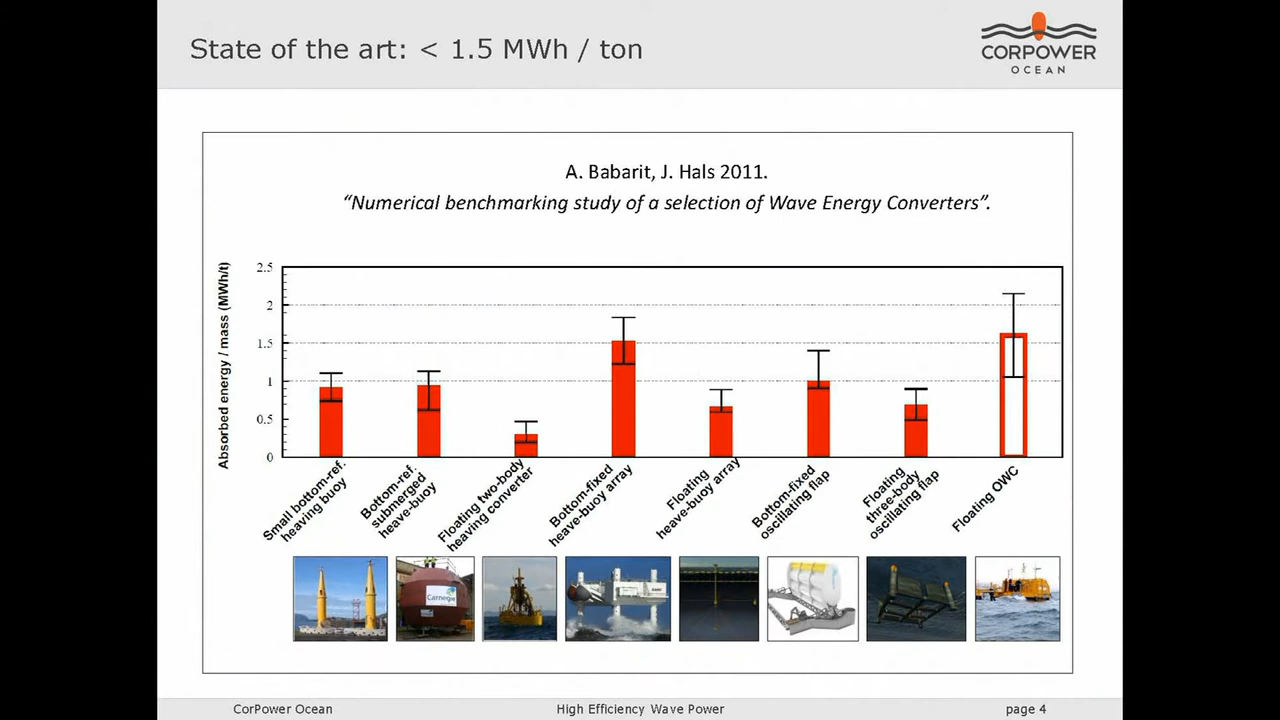 State of the art: < 1.5 MWh / ton
CORPOWER
OCEAN
A. Babarit, J. Hals 2011.
“Numerical benchmarking study of a selection of Wave Energy Converters”.
Absorbed energy / mass (MWh/t)
2.5
2
1.5
1
0.5
0
Small bottom-ref.
heaving buoy
Bottom-ref.
submerged
heave-buoy
Floating two-body
heaving converter
Bottom-fixed
heave-buoy array
Floating
heave-buoy array
Bottom-fixed
oscillating flap
Floating
three-body
oscillating flap
Floating OWC
Carnegie
CorPower Ocean
High Efficiency Wave Power
page 4